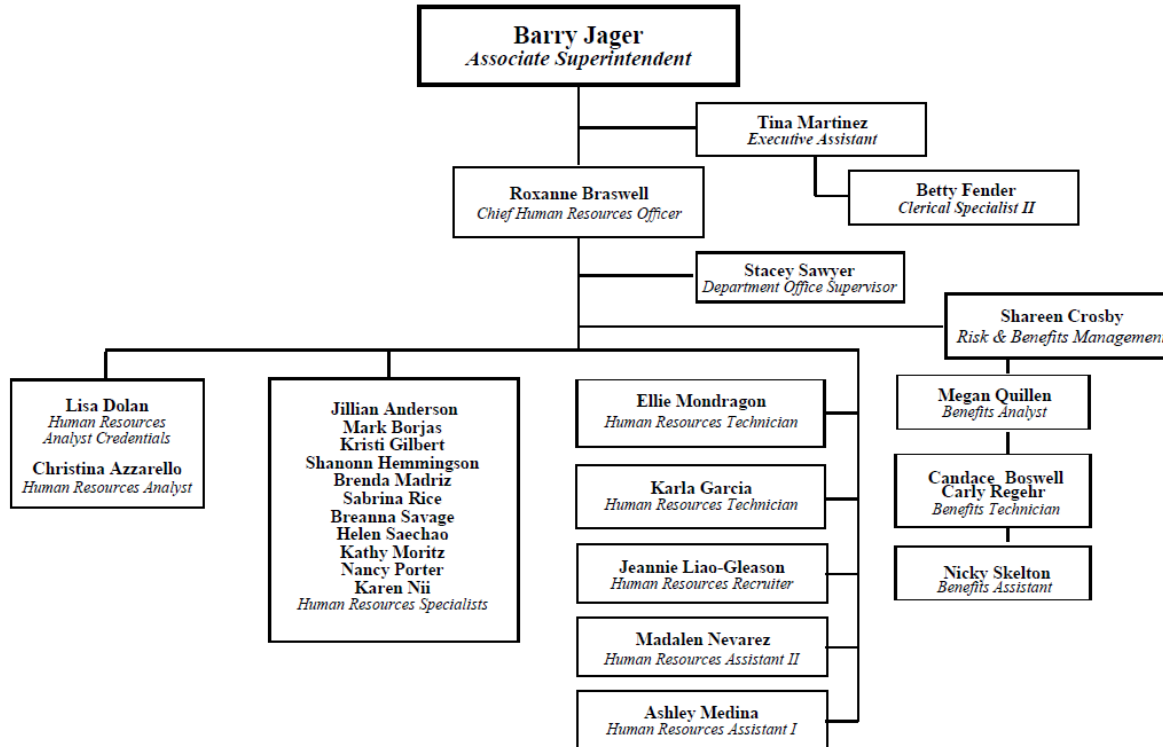 Barry Jager
Associate Superintendent
Tina Martinez
Executive Assistant
Roxanne Braswell
Chief Human Resources Officer
Betty Fender
Clerical Specialist II
Stacey Sawyer
Department Office Supervisor
Shareen Crosby
Risk & Benefits Management
Lisa Dolan
Human Resources
Analyst Credentials
Christina Azzarello
Human Resources Analyst
Jillian Anderson
Mark Borjas
Kristi Gilbert
Shanonn Hemmingson
Brenda Madriz
Sabrina Rice
Breanna Savage
Helen Saechao
Kathy Moritz
Nancy Porter
Karen Nii
Human Resources Specialists
Ellie Mondragon
Human Resources Technician
Karla Garcia
Human Resources Technician
Jeannie Liao-Gleason
Human Resources Recruiter
Madalen Nevarez
Human Resources Assistant II
Ashley Medina
Human Resources Assistant I
Megan Quillen
Benefits Analyst
Candace Boswell
Carly Regehr
Benefits Technician
Nicky Skelton
Benefits Assistant